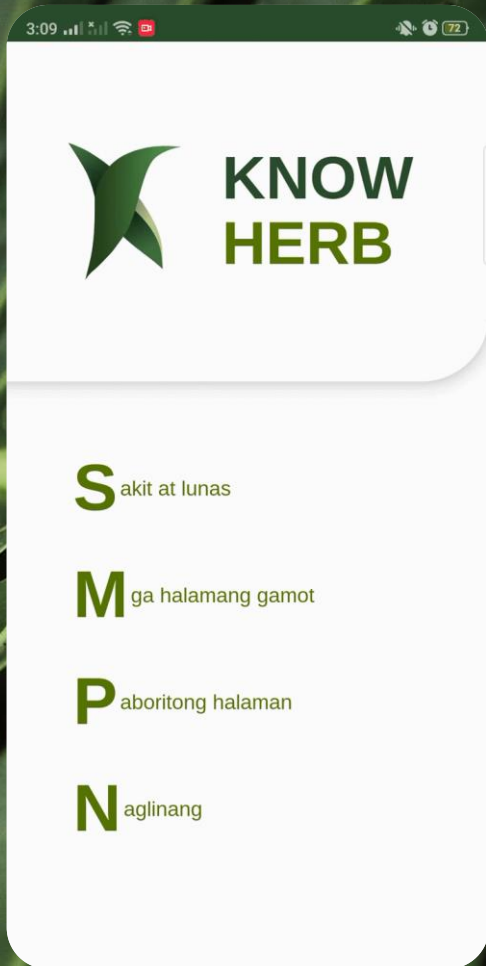 3:09
72
KNOW
HERB
Sakit at lunas
Mga halamang gamot
Paboritong halaman
Naglinang